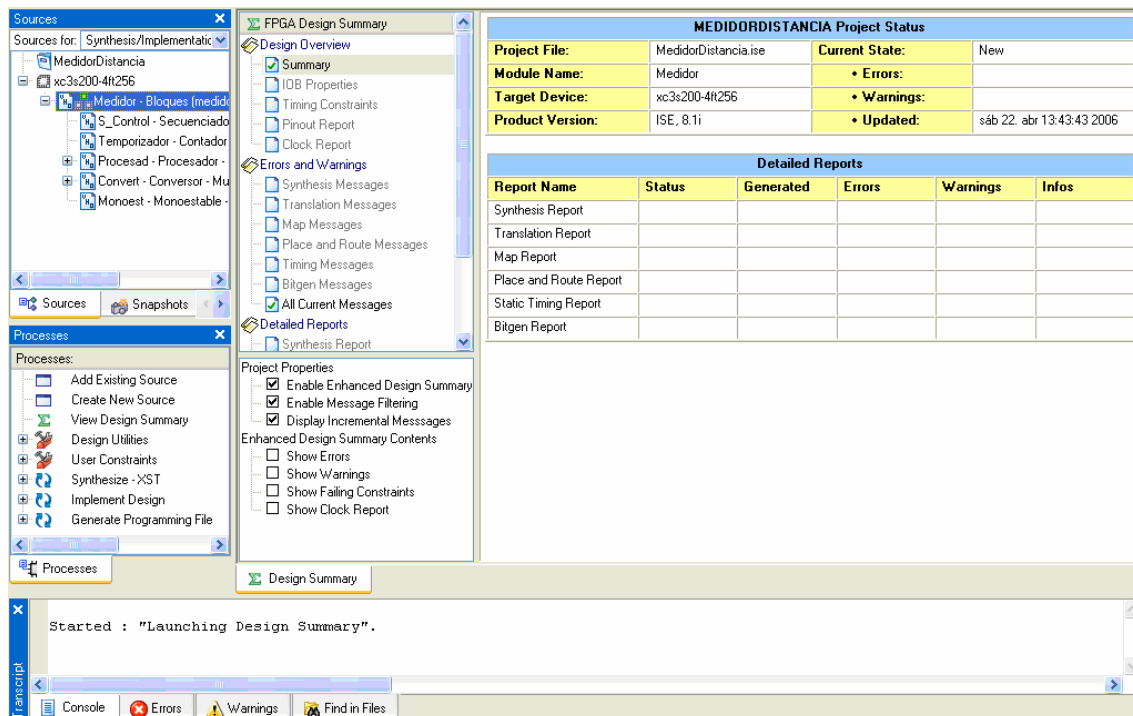 Sources
Sources for: Synthesis/Implementatic
MedidorDistancia
xc3s200-4ft256
Medidor - Bloques (medido
S_Control - Secuenciado
Temporizador - Contador
Procesad - Procesador -
Convert - Conversor - Mu
Monoest - Monoestable -
Sources
Snapshots
Processes
Processes:
Add Existing Source
Create New Source
View Design Summary
Design Utilities
User Constraints
Synthesize - XST
Implement Design
Generate Programming File
Processes
FPGA Design Summary
Design Overview
Summary
IOB Properties
Timing Constraints
Pinout Report
Clock Report
Errors and Warnings
Synthesis Messages
Translation Messages
Map Messages
Place and Route Messages
Timing Messages
Bitgen Messages
All Current Messages
Detailed Reports
Synthesis Report
Project Properties
Enable Enhanced Design Summary
Enable Message Filtering
Display Incremental Messsages
Enhanced Design Summary Contents
Show Errors
Show Warnings
Show Failing Constraints
Show Clock Report
Design Summary
MEDIDORDISTANCIA Project Status
Project File: MedidorDistancia.ise Current State: New
Module Name: Medidor • Errors:
Target Device: xc3s200-4ft256 • Warnings:
Product Version: ISE, 8.1i • Updated: sáb 22. abr 13:43:43 2006
Detailed Reports
Report Name Status Generated Errors Warnings Infos
Synthesis Report
Translation Report
Map Report
Place and Route Report
Static Timing Report
Bitgen Report
Started : "Launching Design Summary".
Transcript
Console
Errors
Warnings
Find in Files